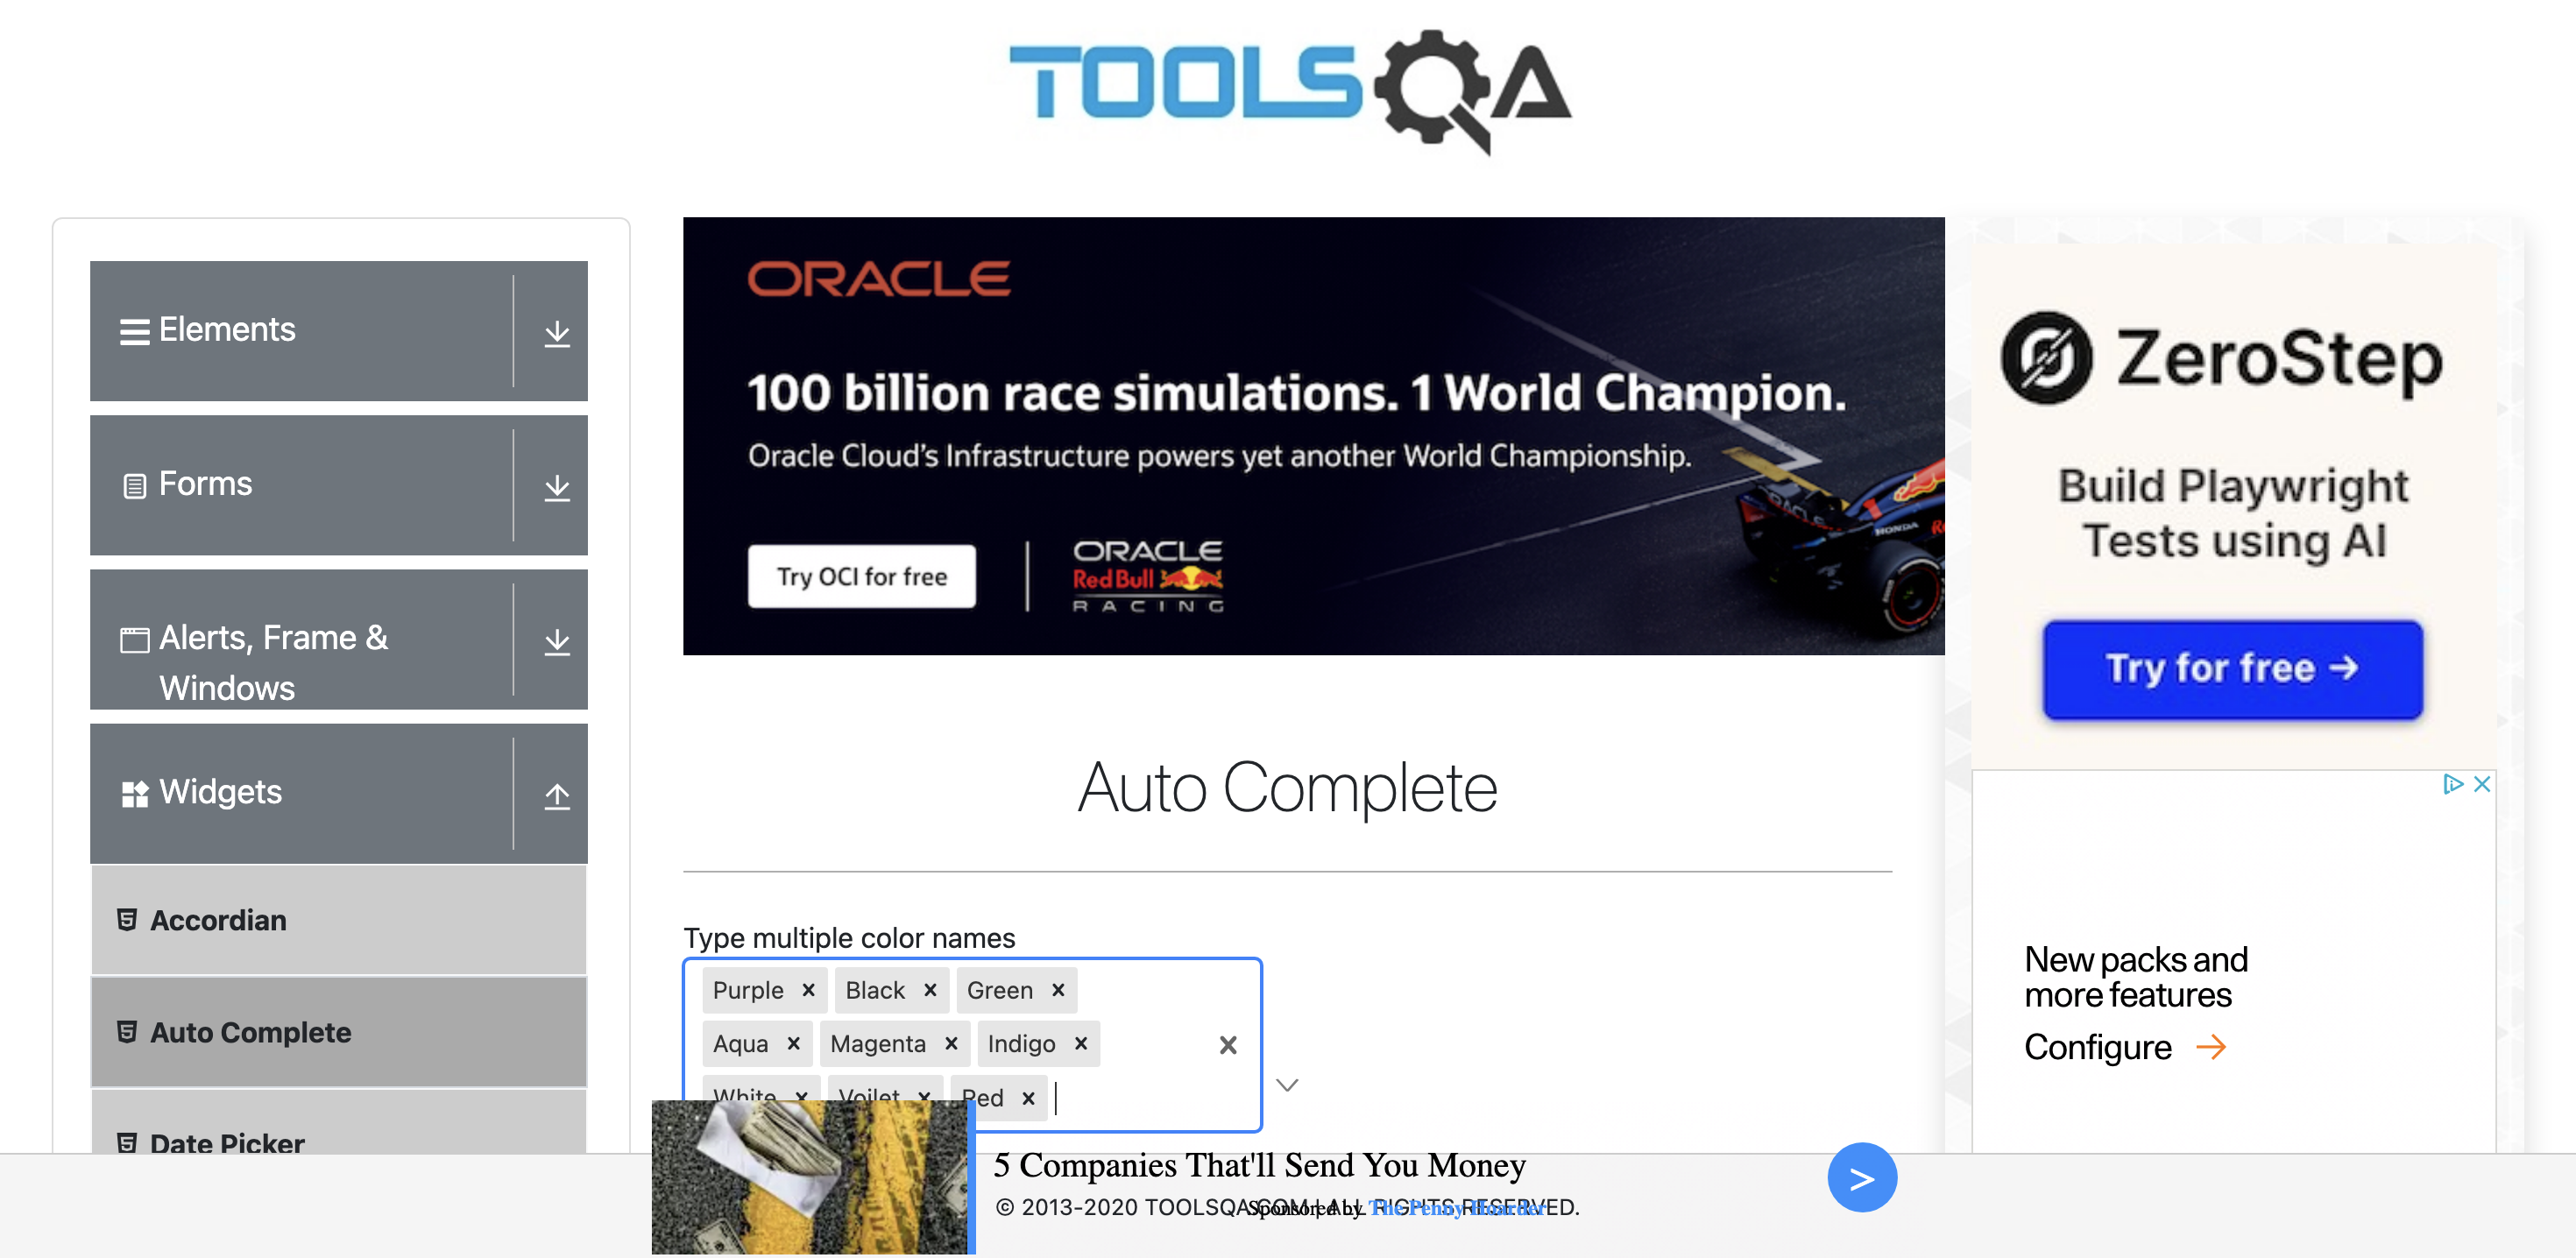 TOOLSQA
Elements
Forms
Alerts, Frame &
Windows
Widgets
Accordian
Auto Complete
Date Picker
ORACLE
100 billion race simulations. 1 World Champion.
Oracle Cloud's Infrastructure powers yet another World Championship.
Try OCI for free
ORACLE
Red Bull
RACING
ORACLE
HONDA
Auto Complete
Type multiple color names
Purple × Black × Green ×
Aqua × Magenta × Indigo ×
White × Voilet × Red ×
5 Companies That'll Send You Money
© 2013-2020 TOOLSQA.COM | ALL RIGHTS RESERVED.
Sponsored by The Penny Hoarder
>
ZeroStep
Build Playwright
Tests using AI
Try for free →
New packs and
more features
Configure →